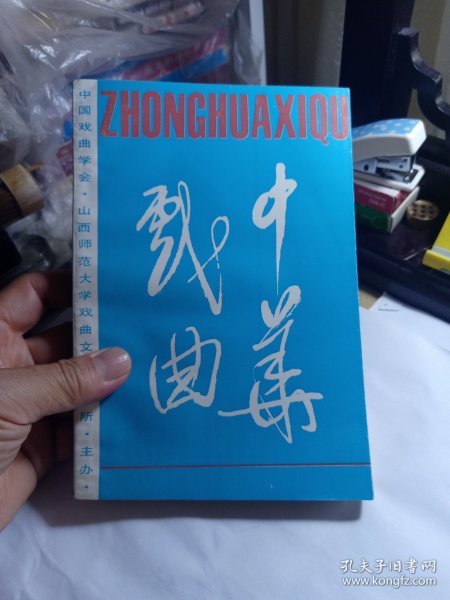 ZHONGHUAXIQU
中华
戏曲
中国戏曲学会·山西师范大学戏曲文
所·主办·
孔夫子旧书网
www.kongfz.com